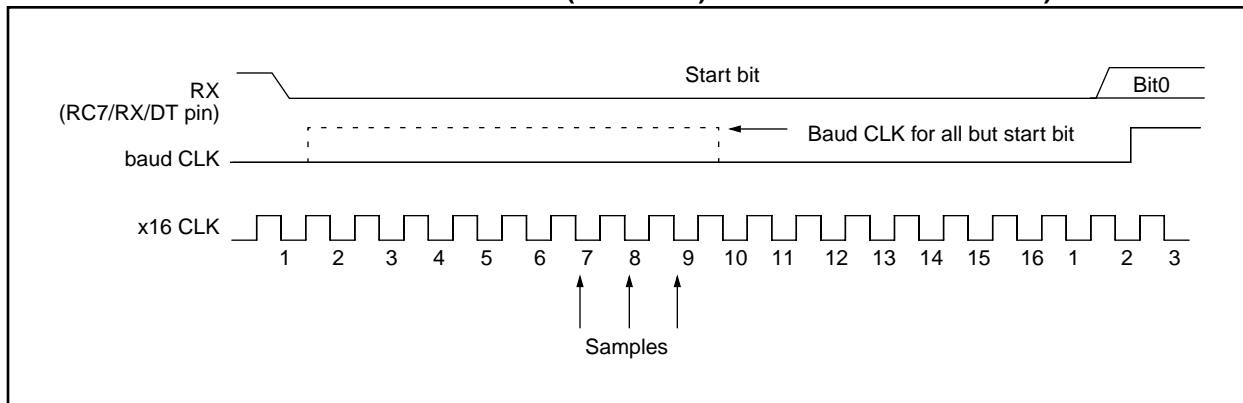 RX
(RC7/RX/DT pin)
Start bit
Bit0
Baud CLK for all but start bit
baud CLK
x16 CLK
1 2 3 4 5 6 7 8 9 10 11 12 13 14 15 16 1 2 3
Samples